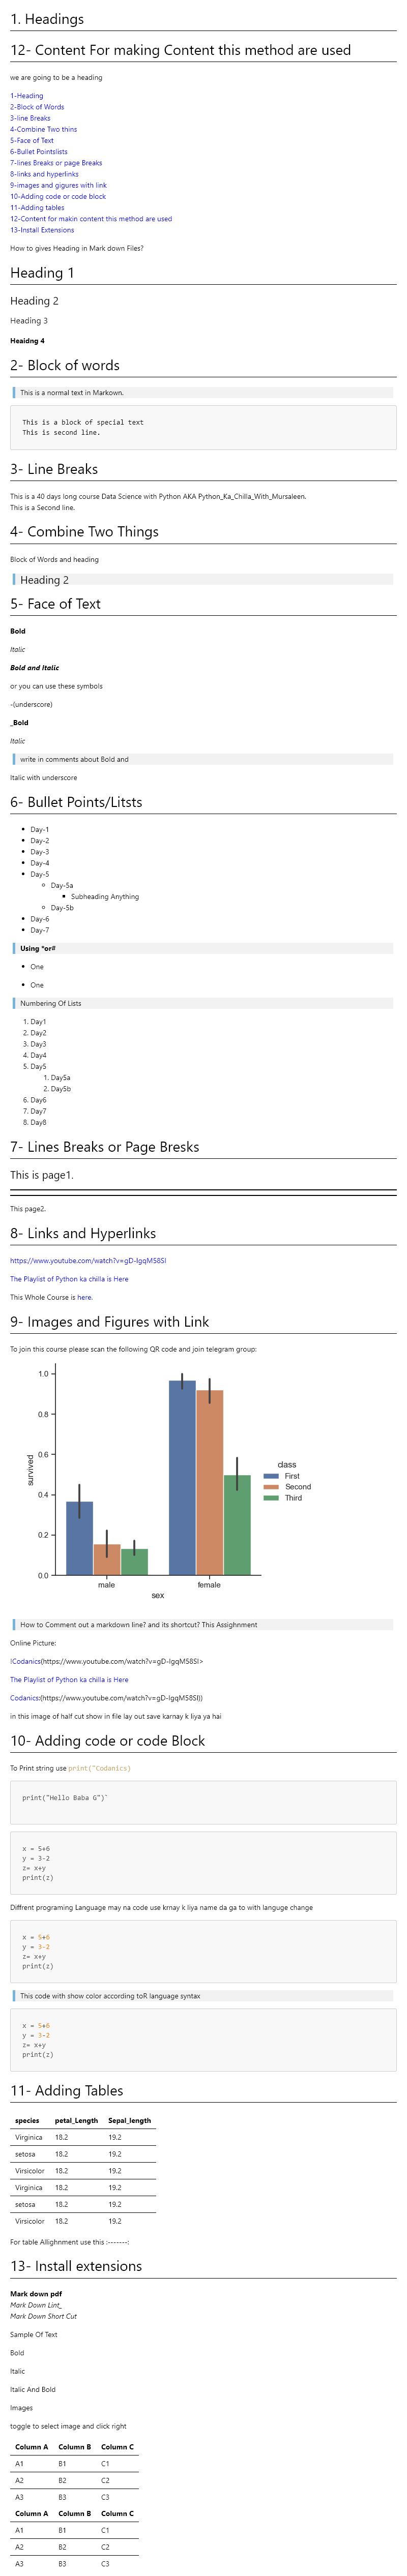 1. Headings
12- Content For making Content this method are used
we are going to be a heading
1-Heading
2-Block of Words
3-line Breaks
4-Combine Two thins
5-Face of Text
6-Bullet Pointslists
7-lines Breaks or page Breaks
8-links and hyperlinks
9-images and gigures with link
10-Adding code or code block
11-Adding tables
12-Content for makin content this method are used
13-Install Extensions
How to gives Heading in Mark down Files?
Heading 1
Heading 2
Heading 3
Heaidng 4
2- Block of words
This is a normal text in Markown.
This is a block of special text
This is second line.
3- Line Breaks
This is a 40 days long course Data Science with Python AKA Python_Ka_Chilla_With_Mursaleen.
This is a Second line.
4- Combine Two Things
Block of Words and heading
Heading 2
5- Face of Text
Bold
Italic
Bold and Italic
or you can use these symbols
-(underscore)
_Bold
Italic
write in comments about Bold and
Italic with underscore
6- Bullet Points/Litsts
• Day-1
• Day-2
• Day-3
• Day-4
• Day-5
○ Day-5a
▪ Subheading Anything
○ Day-5b
• Day-6
• Day-7
Using *or#
• One
• One
Numbering Of Lists
1. Day1
2. Day2
3. Day3
4. Day4
5. Day5
1. Day5a
2. Day5b
6. Day6
7. Day7
8. Day8
7- Lines Breaks or Page Bresks
This is page1.
This page2.
8- Links and Hyperlinks
https://www.youtube.com/watch?v=gD-IgqM58SI
The Playlist of Python ka chilla is Here
This Whole Course is here.
9- Images and Figures with Link
To join this course please scan the following QR code and join telegram group:
1.0
0.8
0.6
0.4
0.2
0.0
survived
male
female
sex
class
First
Second
Third
How to Comment out a markdown line? and its shortcut? This Assighnment
Online Picture:
!Codanics(https://www.youtube.com/watch?v=gD-IgqM58SI>
The Playlist of Python ka chilla is Here
Codanics:(https://www.youtube.com/watch?v=gD-IgqM58SI))
in this image of half cut show in file lay out save karnay k liya ya hai
10- Adding code or code Block
To Print string use print("Codanics)
print("Hello Baba G")`
x = 5+6
y = 3-2
z= x+y
print(z)
Diffrent programing Language may na code use krnay k liya name da ga to with languge change
x = 5+6
y = 3-2
z= x+y
print(z)
This code with show color according toR language syntax
x = 5+6
y = 3-2
z= x+y
print(z)
11- Adding Tables
species petal_Length Sepal_length
Virginica 18.2 19.2
setosa 18.2 19.2
Virsicolor 18.2 19.2
Virginica 18.2 19.2
setosa 18.2 19.2
Virsicolor 18.2 19.2
For table Allighnment use this :-------:
13- Install extensions
Mark down pdf
Mark Down Lint_
Mark Down Short Cut
Sample Of Text
Bold
Italic
Italic And Bold
Images
toggle to select image and click right
Column A Column B Column C
A1 B1 C1
A2 B2 C2
A3 B3 C3
Column A Column B Column C
A1 B1 C1
A2 B2 C2
A3 B3 C3